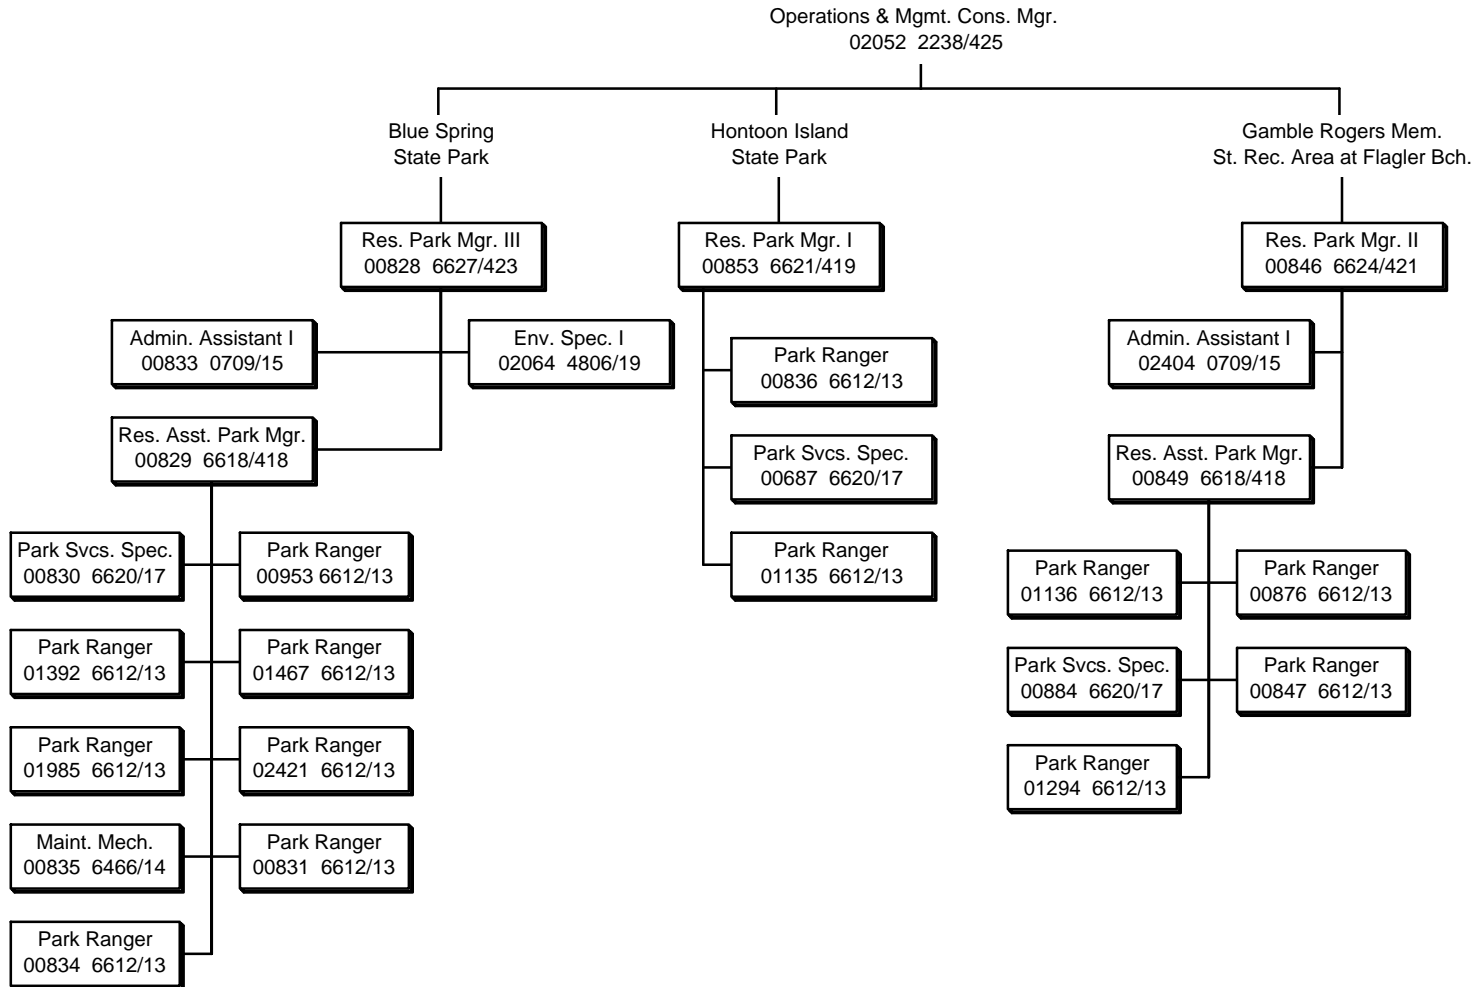 Operations & Mgmt. Cons. Mgr.
02052 2238/425
Blue Spring
State Park
Hontoon Island
State Park
Gamble Rogers Mem.
St. Rec. Area at Flagler Bch.
Res. Park Mgr. III
00828 6627/423
Res. Park Mgr. I
00853 6621/419
Res. Park Mgr. II
00846 6624/421
Admin. Assistant I
00833 0709/15
Env. Spec. I
02064 4806/19
Park Ranger
00836 6612/13
Admin. Assistant I
02404 0709/15
Res. Asst. Park Mgr.
00829 6618/418
Park Svcs. Spec.
00687 6620/17
Res. Asst. Park Mgr.
00849 6618/418
Park Svcs. Spec.
00830 6620/17
Park Ranger
00953 6612/13
Park Ranger
01135 6612/13
Park Ranger
01136 6612/13
Park Ranger
00876 6612/13
Park Ranger
01392 6612/13
Park Ranger
01467 6612/13
Park Svcs. Spec.
00884 6620/17
Park Ranger
00847 6612/13
Park Ranger
01985 6612/13
Park Ranger
02421 6612/13
Park Ranger
01294 6612/13
Maint. Mech.
00835 6466/14
Park Ranger
00831 6612/13
Park Ranger
00834 6612/13